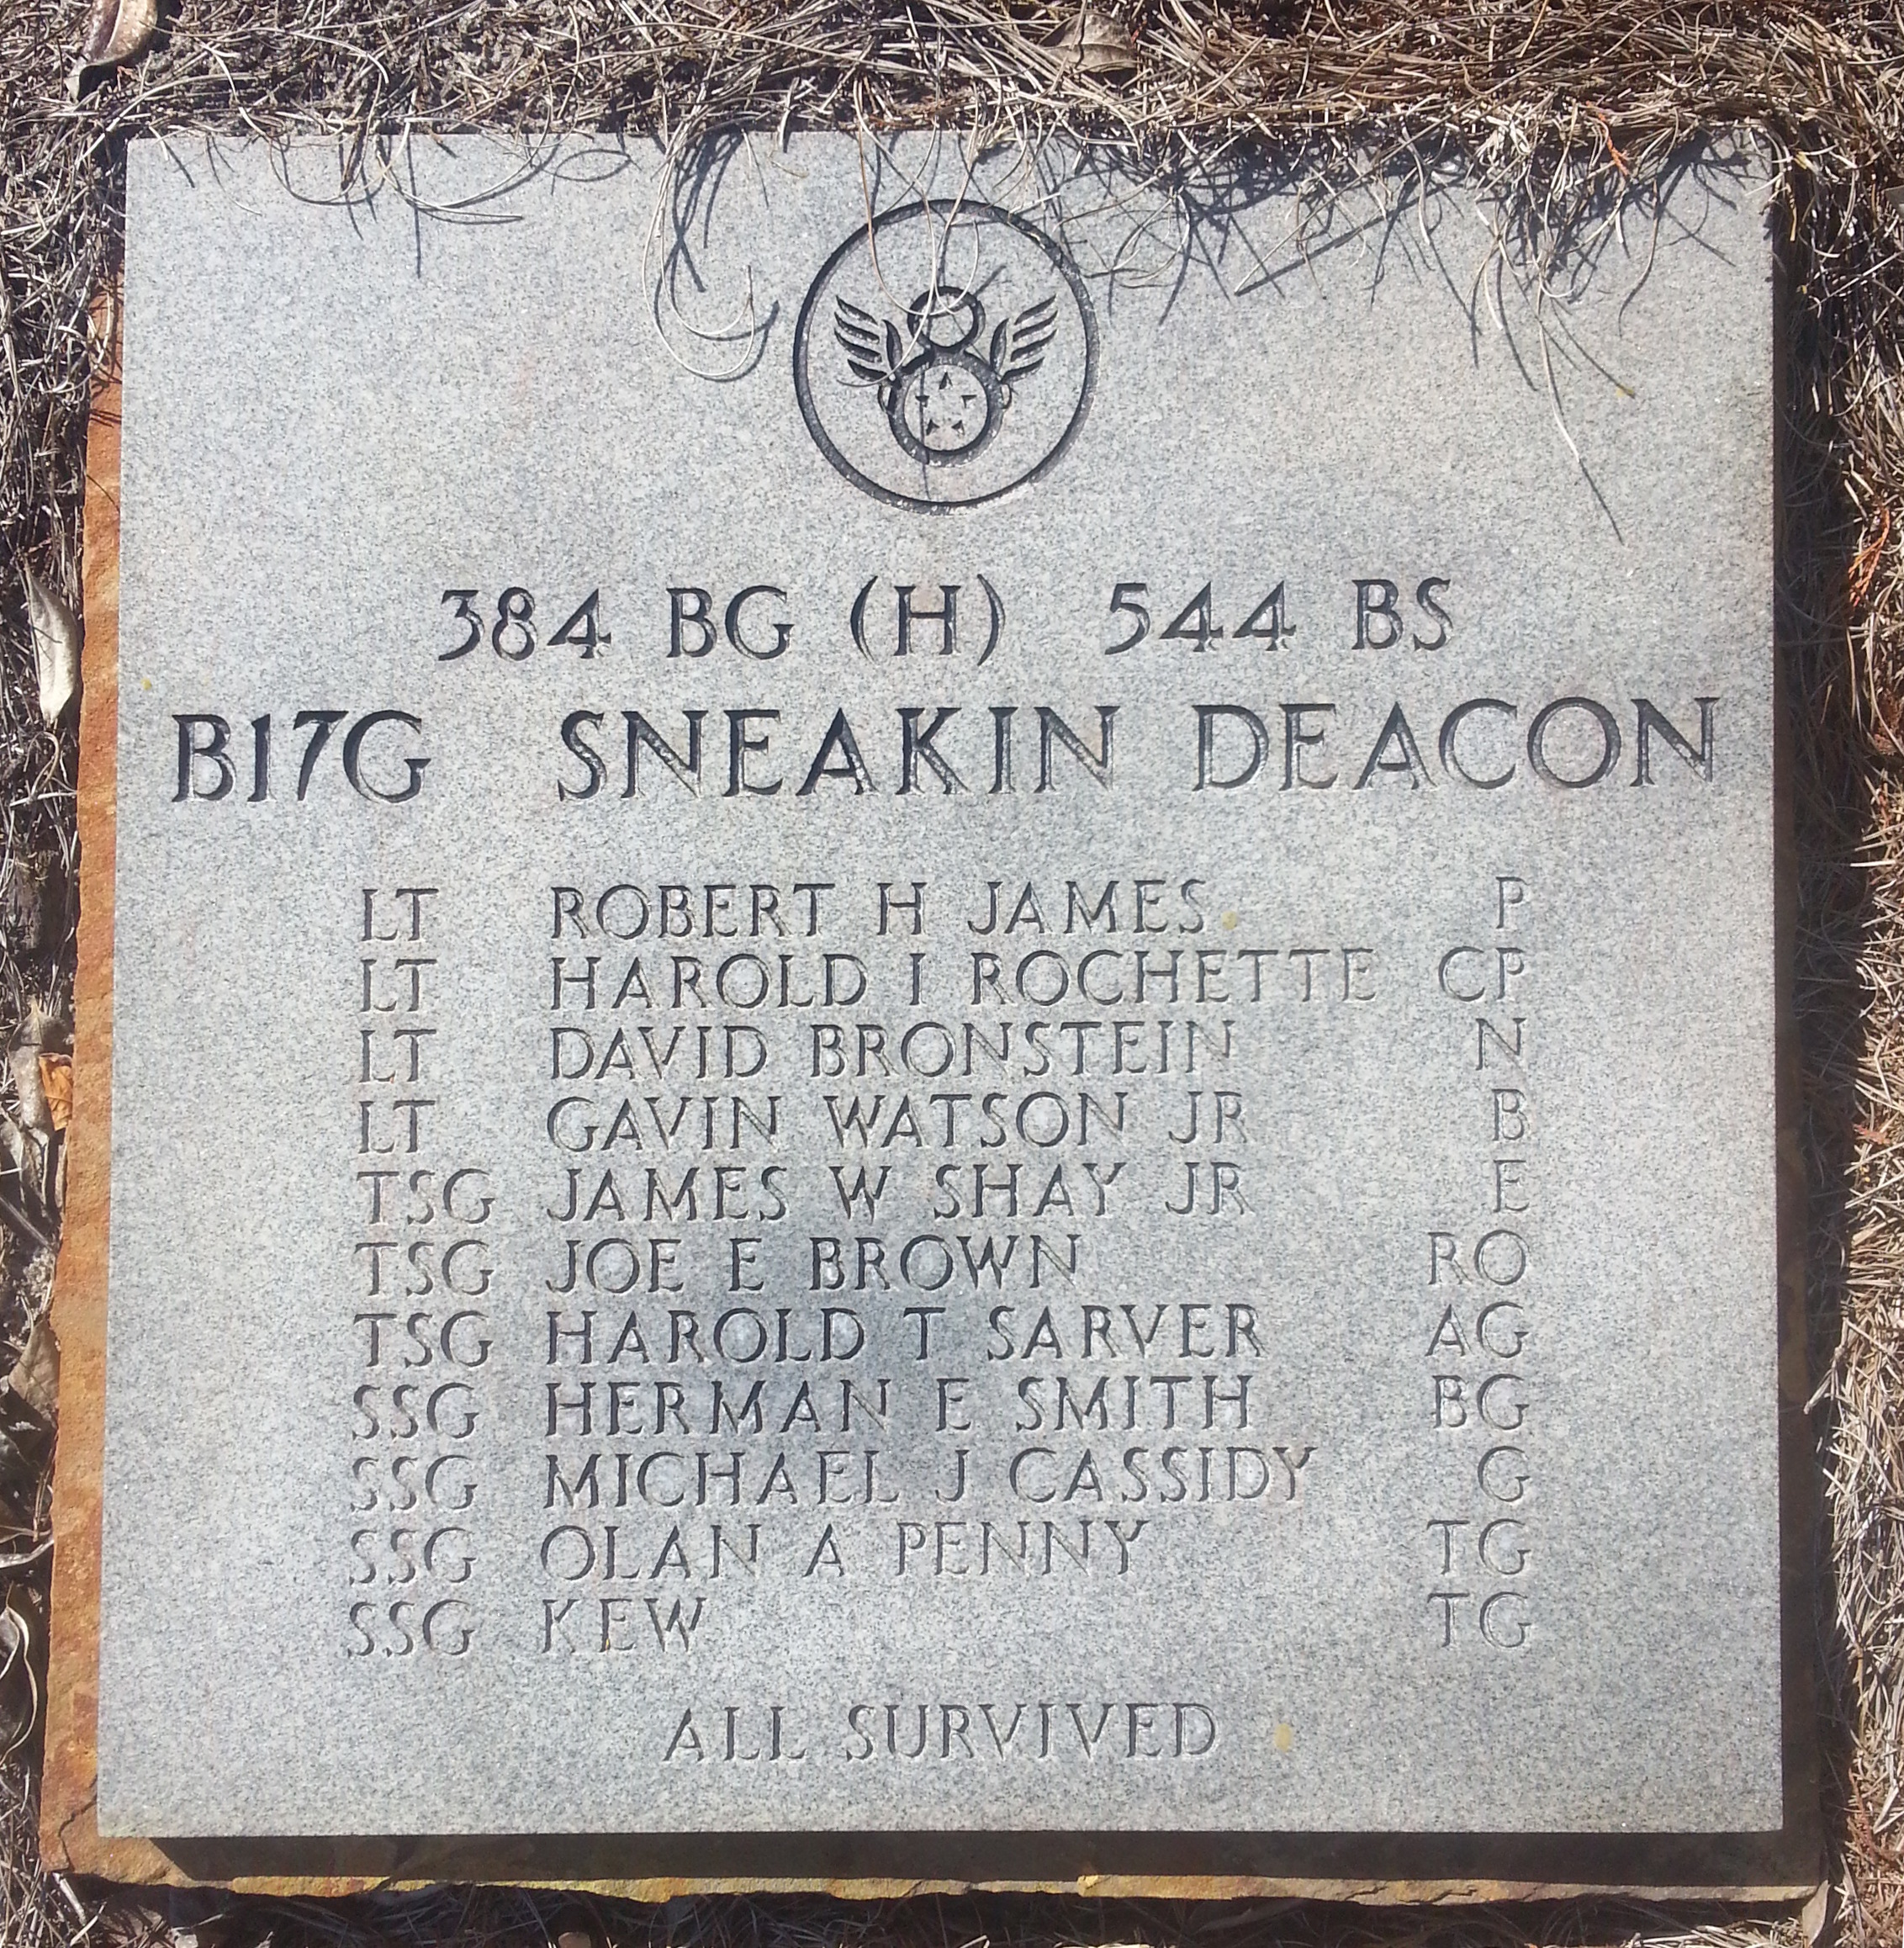 384 BG (H) 544 BS
B17G SNEAKIN DEACON
LT ROBERT H JAMES P
LT HAROLD I ROCHETTE CP
LT DAVID BRONSTEIN N
LT GAVIN WATSON JR B
TSG JAMES W SHAY JR E
TSG JOE E BROWN RO
TSG HAROLD T SARVER AG
SSG HERMAN E SMITH BG
SSG MICHAEL J CASSIDY G
SSG OLAN A PENNY TG
SSG KEW TG
ALL SURVIVED